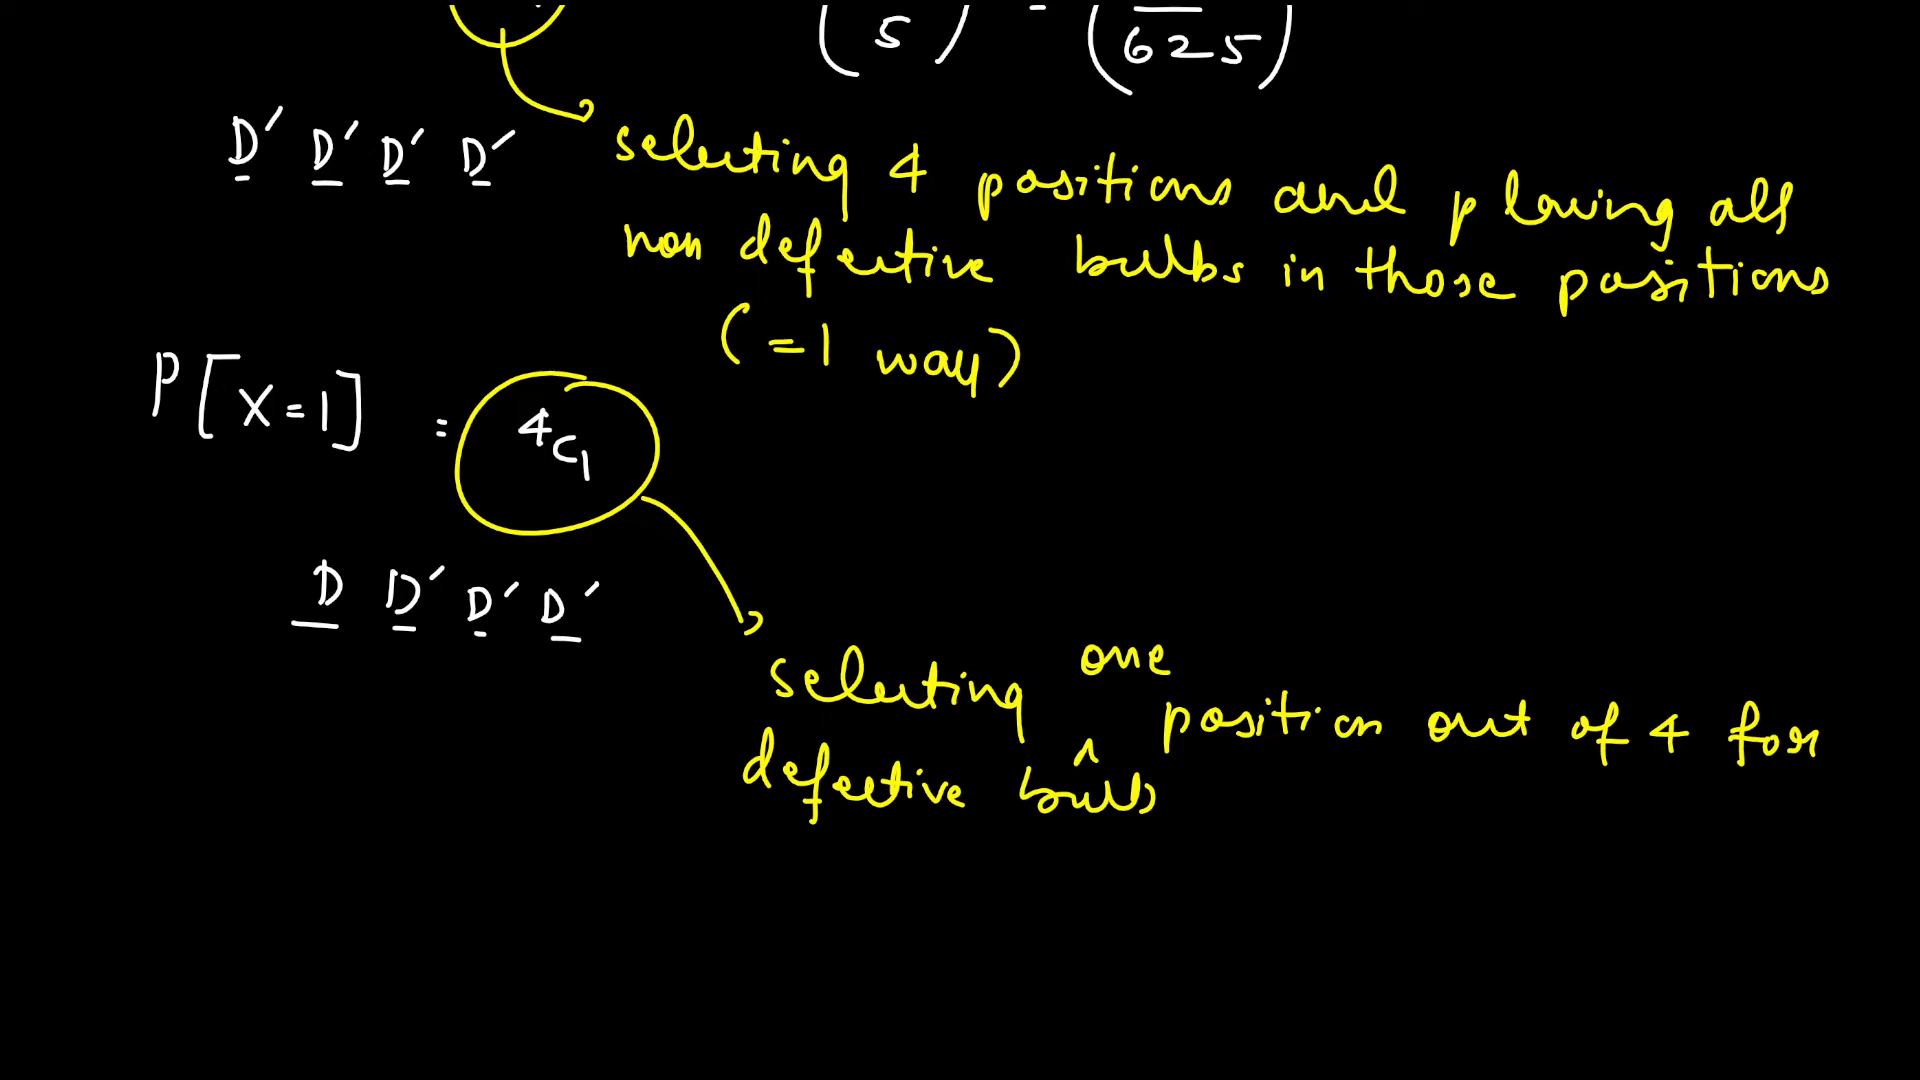 ( 5 ) = ( 625 )
D′ D′ D′ D′
selecting 4 positions and placing all
non defective bulbs in those positions
(=1 way)
P[X=1] = 4C1
D D′ D′ D′
selecting one position out of 4 for
defective bulb